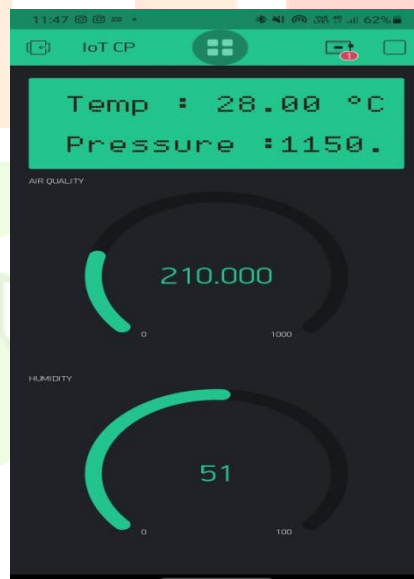 11:47 62%
IoT CP
1
Temp : 28.00 °C
Pressure :1150.
AIR QUALITY
210.000
0 1000
HUMIDITY
51
0 100